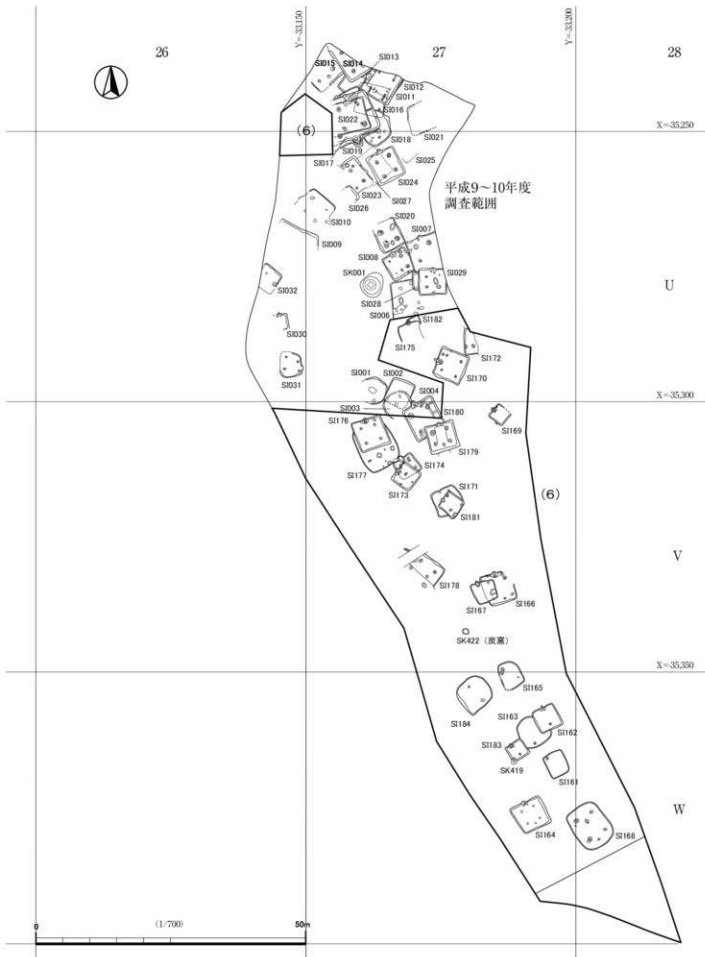 26
27
28
Y=-33,150
Y=-33,200
SI013
SI015
SI014
SI012
SI011
SI016
SI022
SI021
X=-35,250
(6)
SI018
SI019
SI017
SI025
SI024
平成9～10年度
調査範囲
SI023
SI027
SI026
SI010
SI020
SI007
SI009
SI008
SI032
SK001
SI029
U
SI028
SI006
SI030
SI182
SI175
SI172
SI031
SI170
SI001
SI002
SI004
X=-35,300
SI003
SI180
SI176
SI169
SI179
SI177
SI174
SI173
SI171
(6)
SI181
V
SI178
SI167
SI166
SK422（炭窯）
X=-35,350
SI165
SI184
SI163
SI162
SI183
SK419
SI161
W
SI164
SI168
0
(1/700)
50m